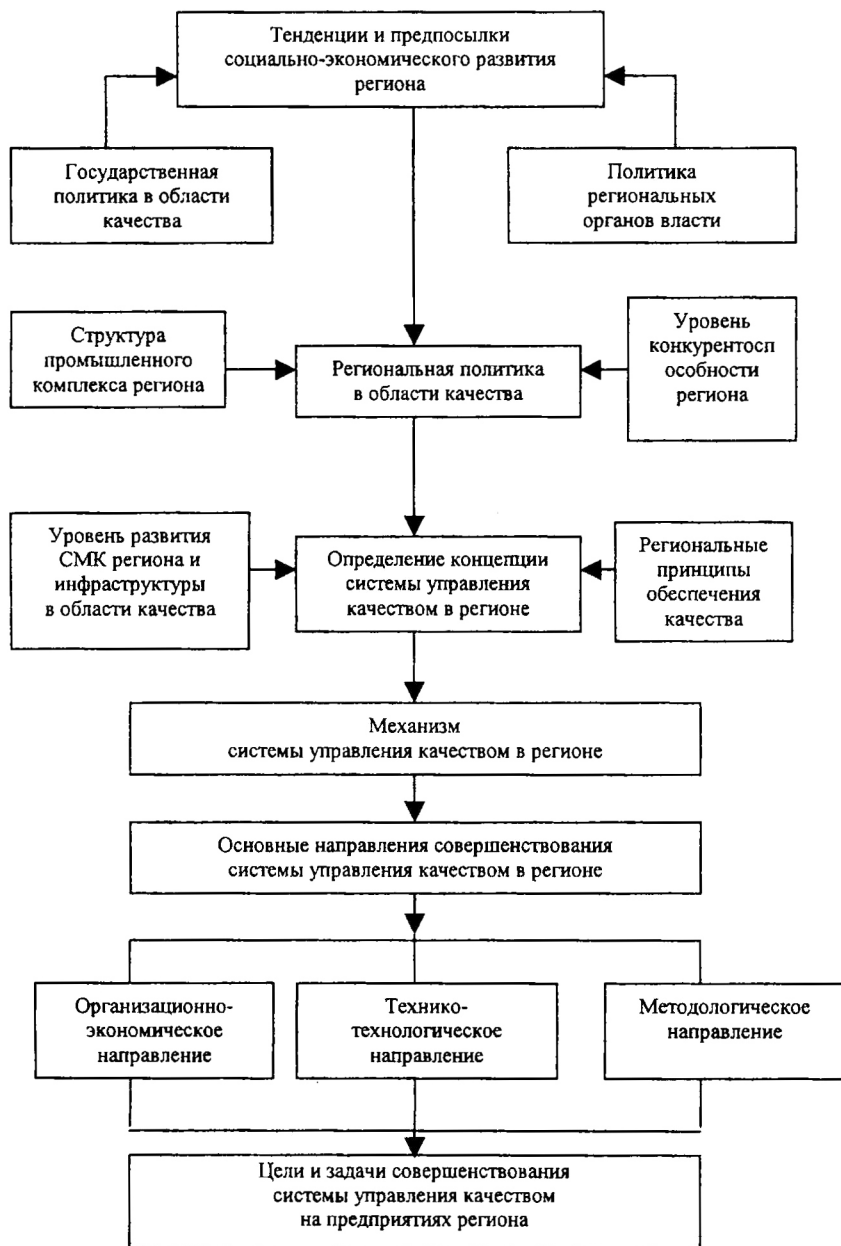 Тенденции и предпосылки
социально-экономического развития
региона
Государственная
политика в области
качества
Политика
региональных
органов власти
Структура
промышленного
комплекса региона
Региональная политика
в области качества
Уровень
конкурентосп
особности
региона
Уровень развития
СМК региона и
инфраструктуры
в области качества
Определение концепции
системы управления
качеством в регионе
Региональные
принципы
обеспечения
качества
Механизм
системы управления качеством в регионе
Основные направления совершенствования
системы управления качеством в регионе
Организационно-
экономическое
направление
Технико-
технологическое
направление
Методологическое
направление
Цели и задачи совершенствования
системы управления качеством
на предприятиях региона